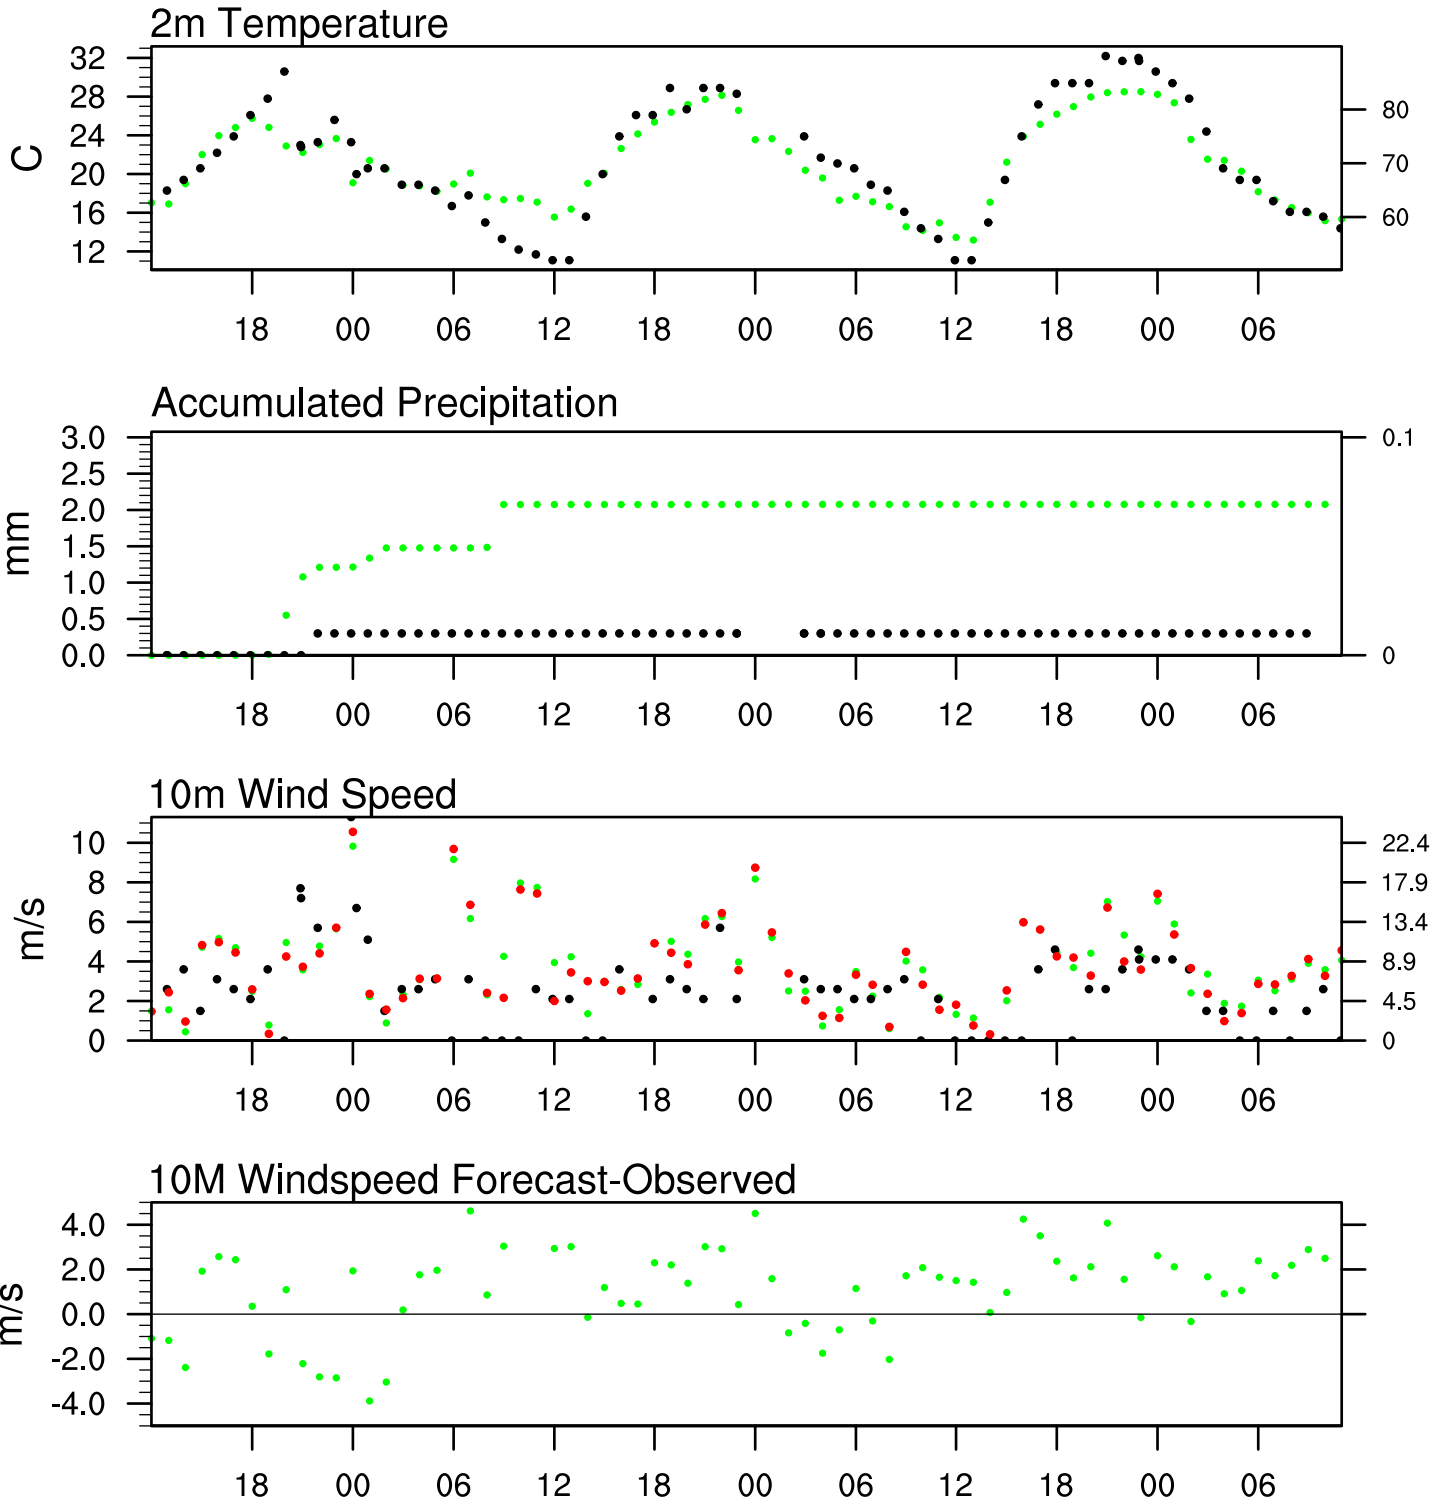 2m Temperature
32
28
24
20
16
12
C
80
70
60
18 00 06 12 18 00 06 12 18 00 06
Accumulated Precipitation
3.0
2.5
2.0
1.5
1.0
0.5
0.0
mm
0.1
0
18 00 06 12 18 00 06 12 18 00 06
10m Wind Speed
10
8
6
4
2
0
m/s
22.4
17.9
13.4
8.9
4.5
0
18 00 06 12 18 00 06 12 18 00 06
10M Windspeed Forecast-Observed
4.0
2.0
0.0
-2.0
-4.0
m/s
18 00 06 12 18 00 06 12 18 00 06